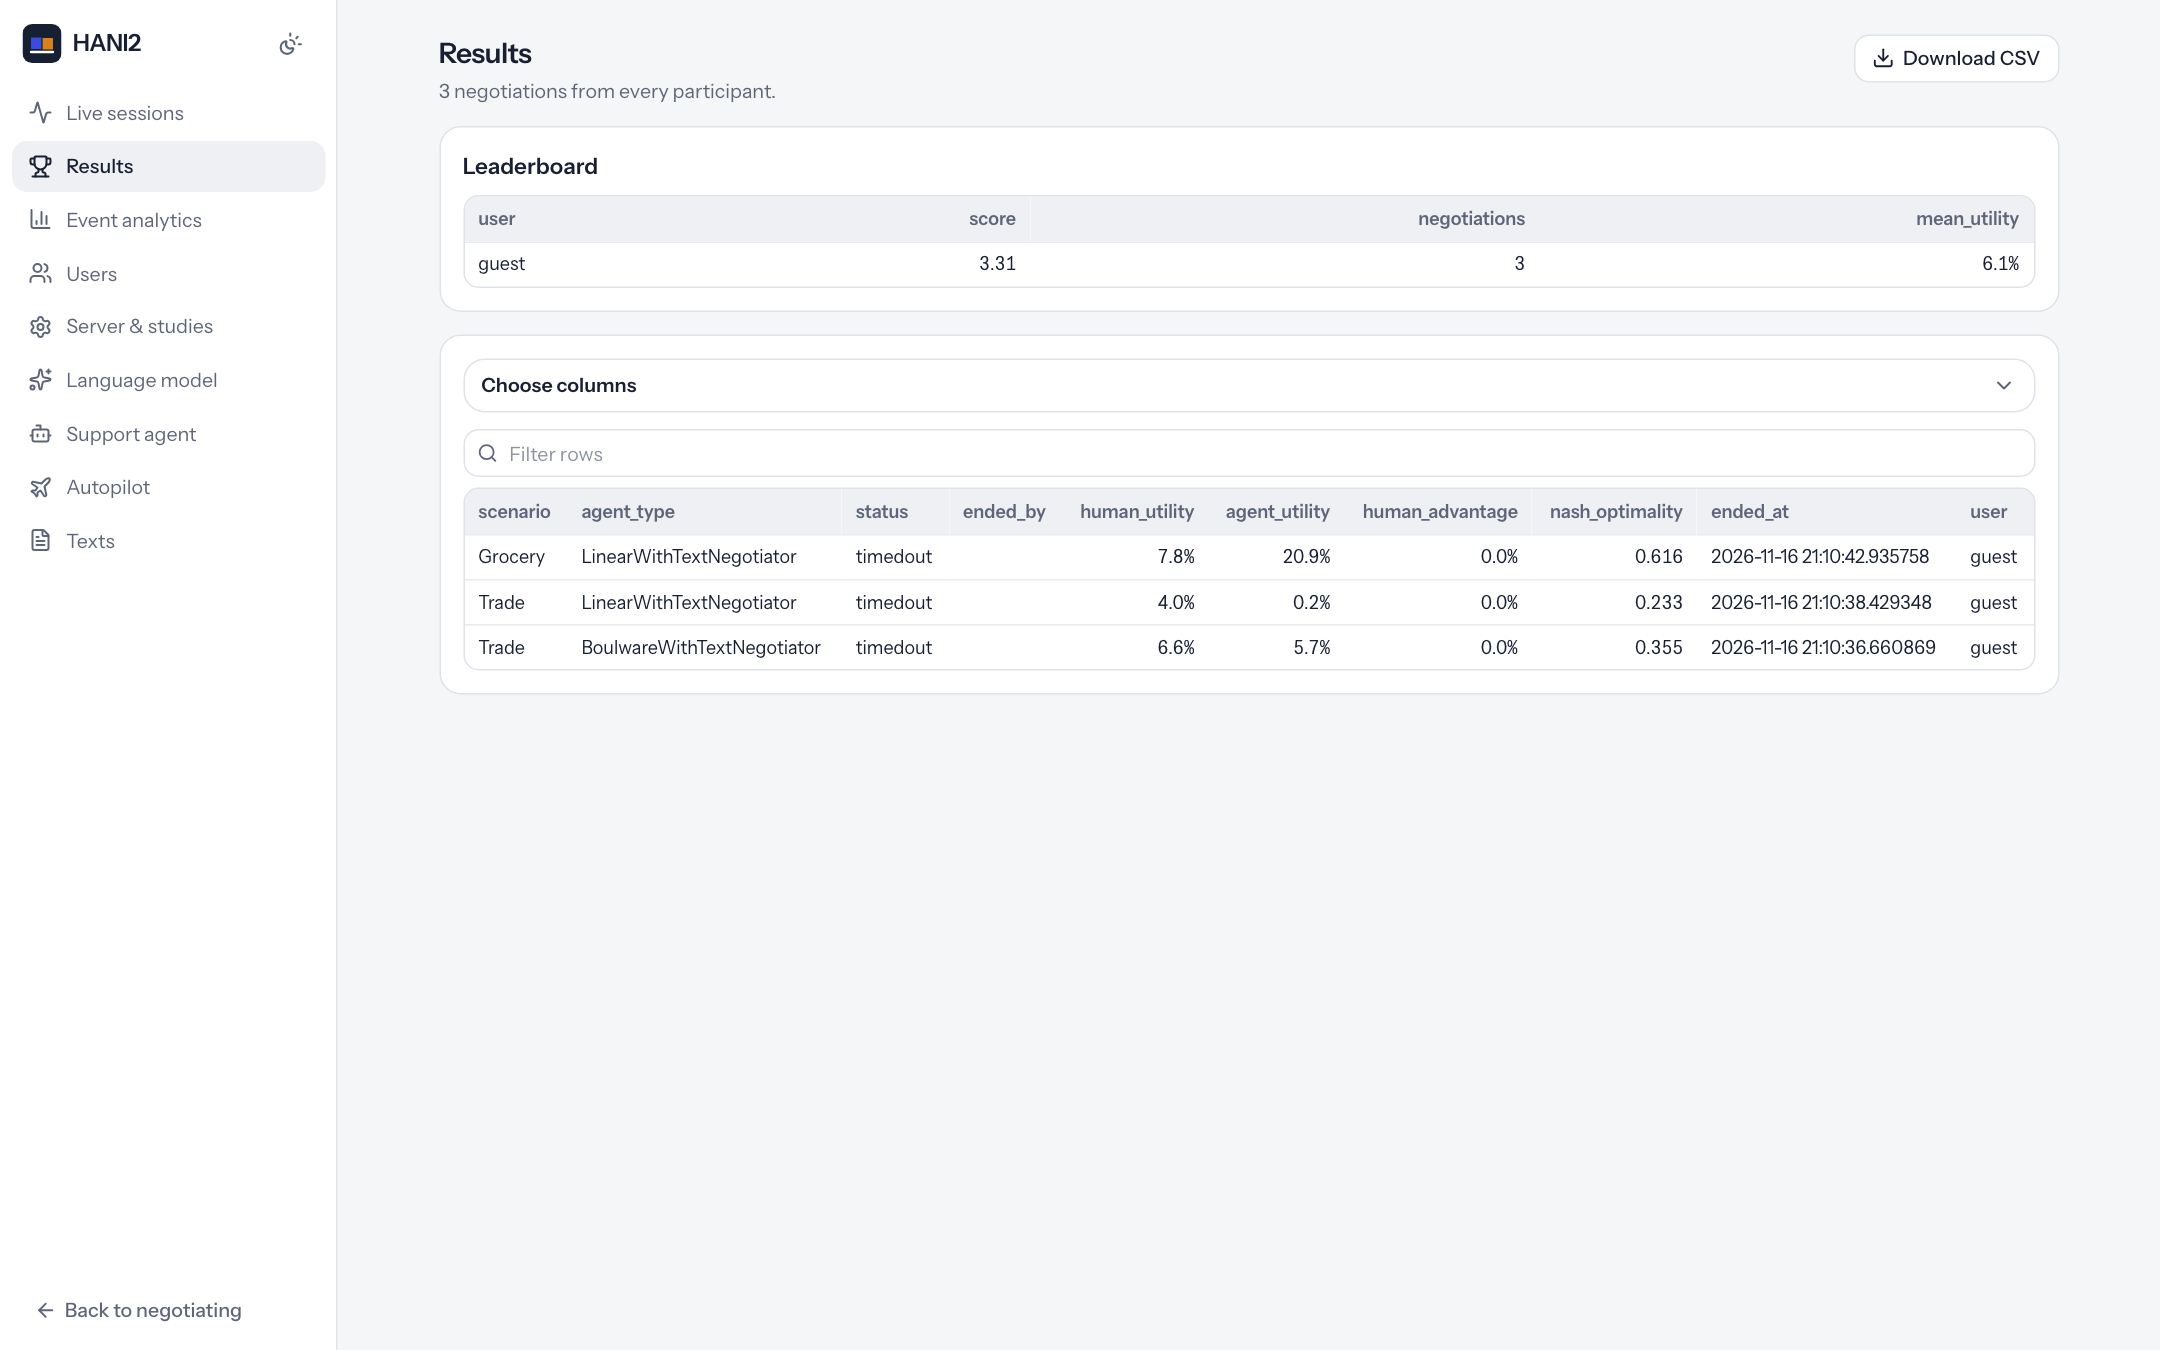 HANI2
Live sessions
Results
Event analytics
Users
Server & studies
Language model
Support agent
Autopilot
Texts
Back to negotiating
Results
3 negotiations from every participant.
Download CSV
Leaderboard
user score negotiations mean_utility
guest 3.31 3 6.1%
Choose columns
Filter rows
scenario agent_type status ended_by human_utility agent_utility human_advantage nash_optimality ended_at user
Grocery LinearWithTextNegotiator timedout 7.8% 20.9% 0.0% 0.616 2026-11-16 21:10:42.935758 guest
Trade LinearWithTextNegotiator timedout 4.0% 0.2% 0.0% 0.233 2026-11-16 21:10:38.429348 guest
Trade BoulwareWithTextNegotiator timedout 6.6% 5.7% 0.0% 0.355 2026-11-16 21:10:36.660869 guest